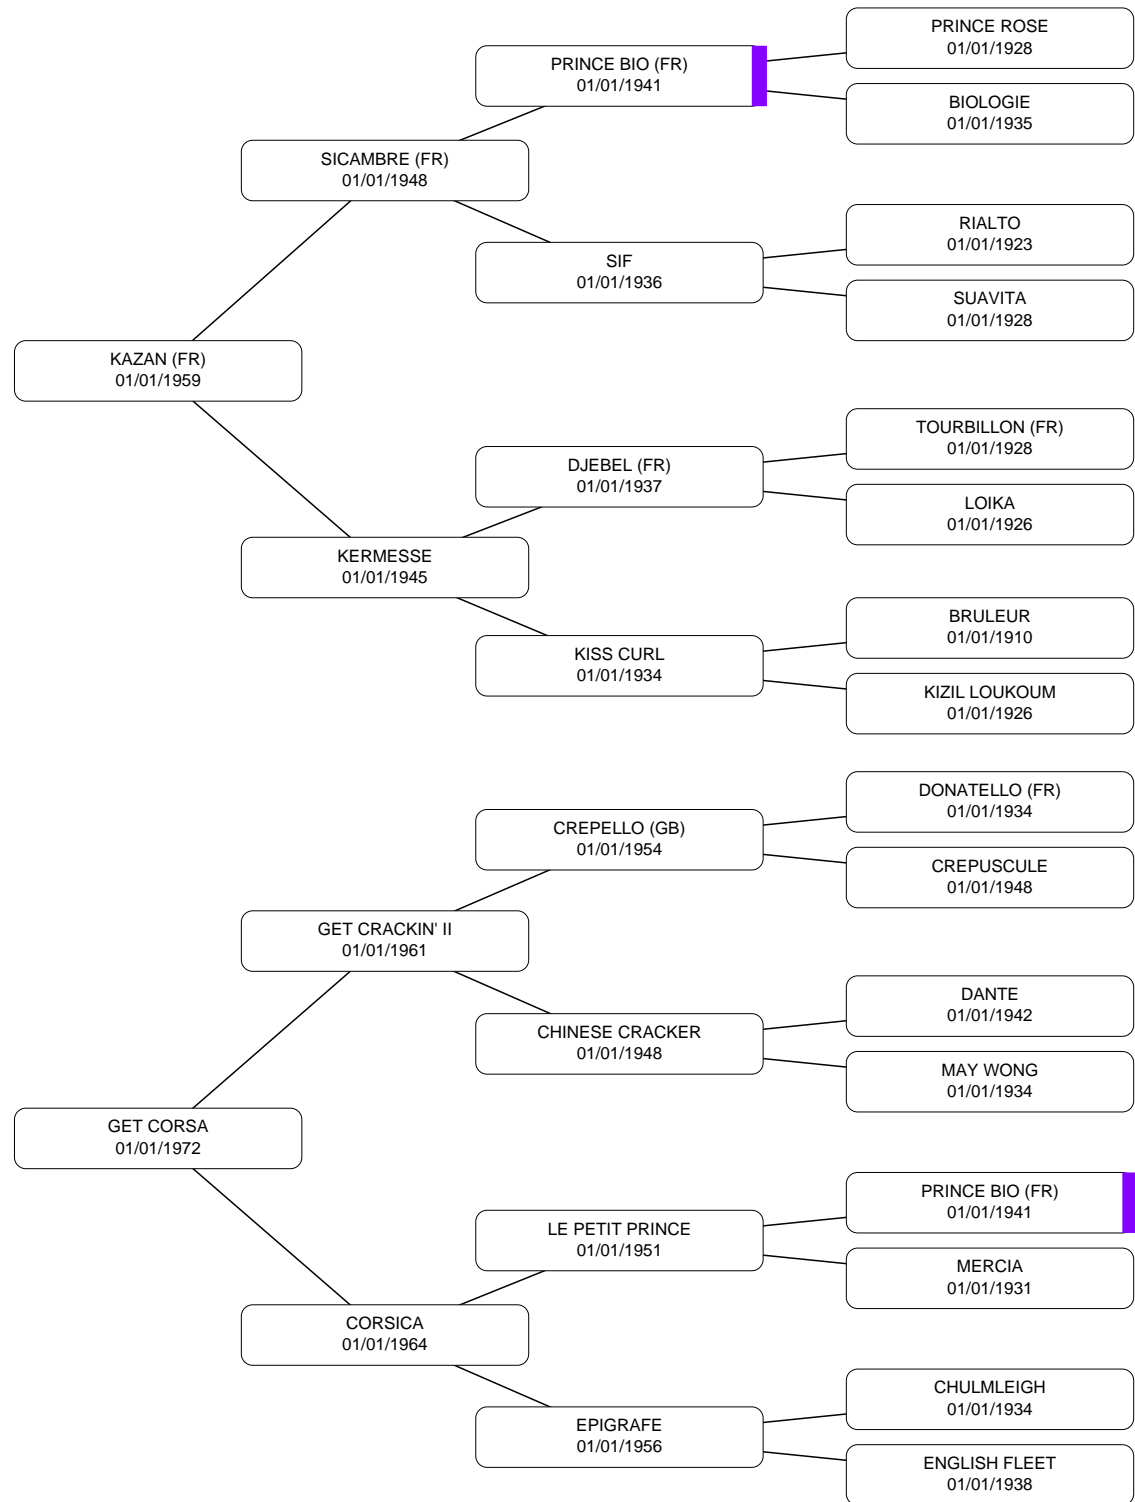 PRINCE ROSE
01/01/1928
PRINCE BIO (FR)
01/01/1941
BIOLOGIE
01/01/1935
SICAMBRE (FR)
01/01/1948
RIALTO
01/01/1923
SIF
01/01/1936
SUAVITA
01/01/1928
KAZAN (FR)
01/01/1959
TOURBILLON (FR)
01/01/1928
DJEBEL (FR)
01/01/1937
LOIKA
01/01/1926
KERMESSE
01/01/1945
BRULEUR
01/01/1910
KISS CURL
01/01/1934
KIZIL LOUKOUM
01/01/1926
DONATELLO (FR)
01/01/1934
CREPELLO (GB)
01/01/1954
CREPUSCULE
01/01/1948
GET CRACKIN' II
01/01/1961
DANTE
01/01/1942
CHINESE CRACKER
01/01/1948
MAY WONG
01/01/1934
GET CORSA
01/01/1972
PRINCE BIO (FR)
01/01/1941
LE PETIT PRINCE
01/01/1951
MERCIA
01/01/1931
CORSICA
01/01/1964
CHULMLEIGH
01/01/1934
EPIGRAFE
01/01/1956
ENGLISH FLEET
01/01/1938